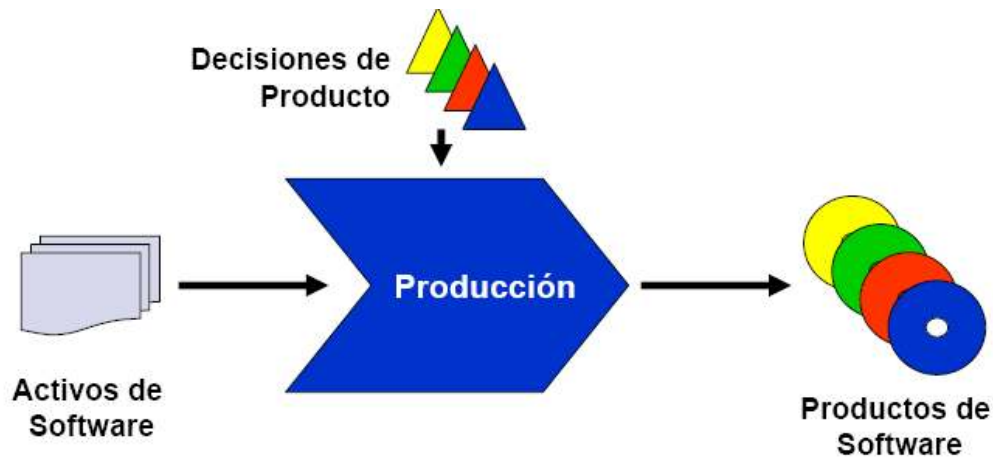 Decisiones de
Producto
Producción
Activos de
Software
Productos de
Software